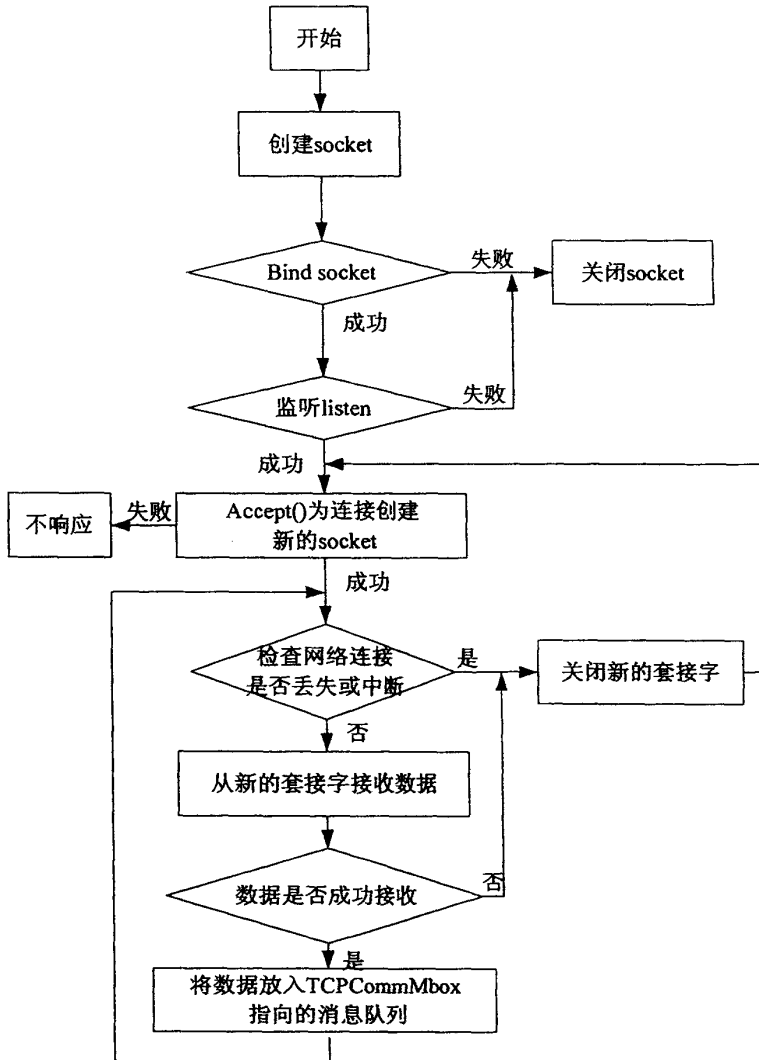 开始
创建socket
Bind socket
失败
关闭socket
成功
监听listen
失败
成功
不响应
失败
Accept()为连接创建
新的socket
成功
检查网络连接
是否丢失或中断
是
关闭新的套接字
否
从新的套接字接收数据
数据是否成功接收
否
是
将数据放入TCPCommMbox
指向的消息队列